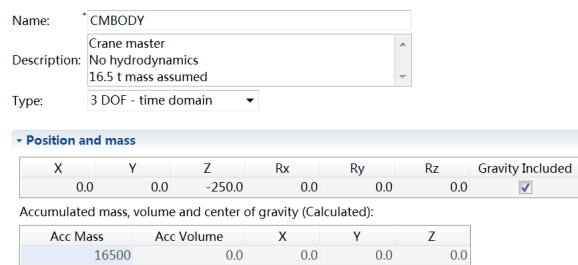 Name: * CMBODY
Description: Crane master
No hydrodynamics
16.5 t mass assumed
Type: 3 DOF - time domain
Position and mass
X Y Z Rx Ry Rz Gravity Included
0.0 0.0 -250.0 0.0 0.0 0.0
Accumulated mass, volume and center of gravity (Calculated):
Acc Mass Acc Volume X Y Z
16500 0.0 0.0 0.0 0.0